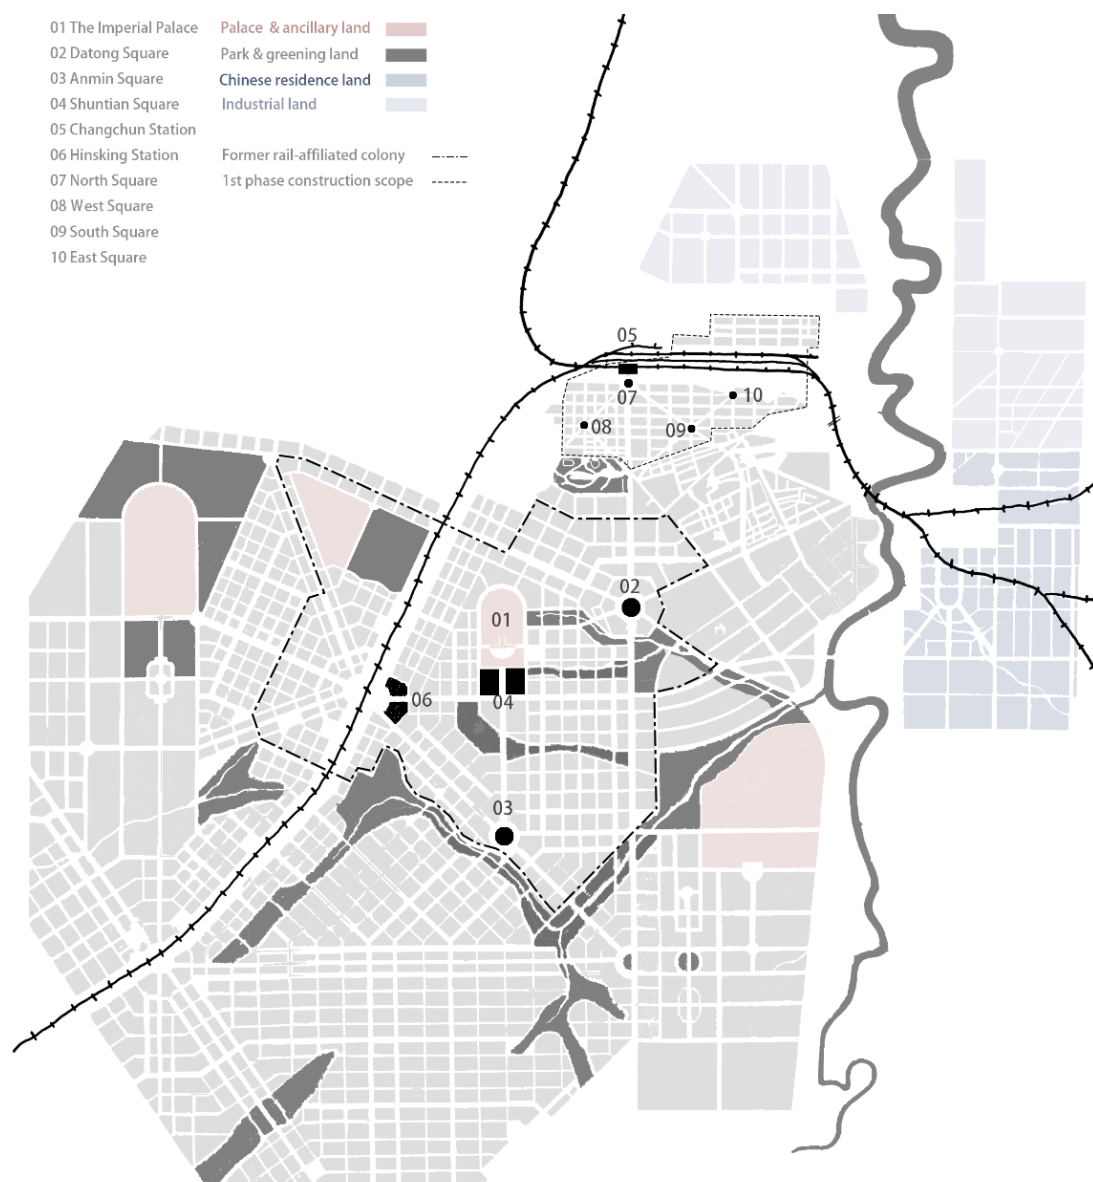 01 The Imperial Palace
02 Datong Square
03 Anmin Square
04 Shuntian Square
05 Changchun Station
06 Hinsking Station
07 North Square
08 West Square
09 South Square
10 East Square
Palace & ancillary land
Park & greening land
Chinese residence land
Industrial land
Former rail-affiliated colony
1st phase construction scope
05
07
10
08
09
02
01
04
06
03